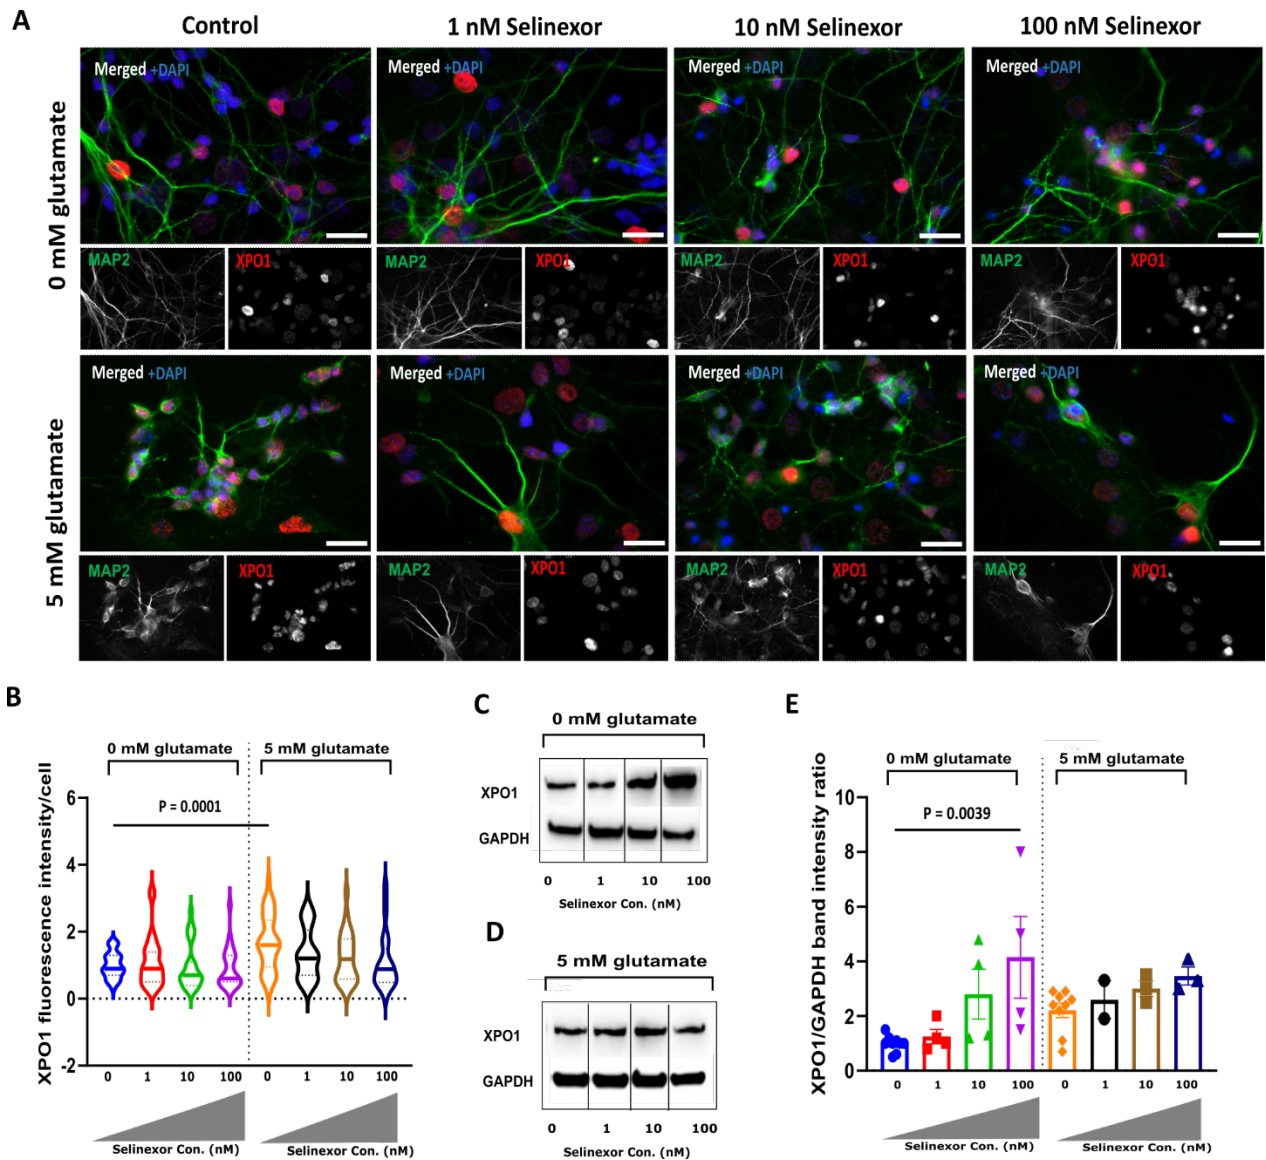 A
Control
1 nM Selinexor
10 nM Selinexor
100 nM Selinexor
0 mM glutamate
Merged +DAPI
Merged +DAPI
Merged +DAPI
Merged +DAPI
MAP2
XPO1
MAP2
XPO1
MAP2
XPO1
MAP2
XPO1
5 mM glutamate
Merged +DAPI
Merged +DAPI
Merged +DAPI
Merged +DAPI
MAP2
XPO1
MAP2
XPO1
MAP2
XPO1
MAP2
XPO1
B
0 mM glutamate
5 mM glutamate
P = 0.0001
XPO1 fluorescence intensity/cell
6
4
2
0
-2
0 1 10 100 0 1 10 100
Selinexor Con. (nM)
Selinexor Con. (nM)
C
0 mM glutamate
XPO1
GAPDH
0 1 10 100
Selinexor Con. (nM)
D
5 mM glutamate
XPO1
GAPDH
0 1 10 100
Selinexor Con. (nM)
E
0 mM glutamate
5 mM glutamate
P = 0.0039
XPO1/GAPDH band intensity ratio
10
8
6
4
2
0
0 1 10 100 0 1 10 100
Selinexor Con. (nM)
Selinexor Con. (nM)